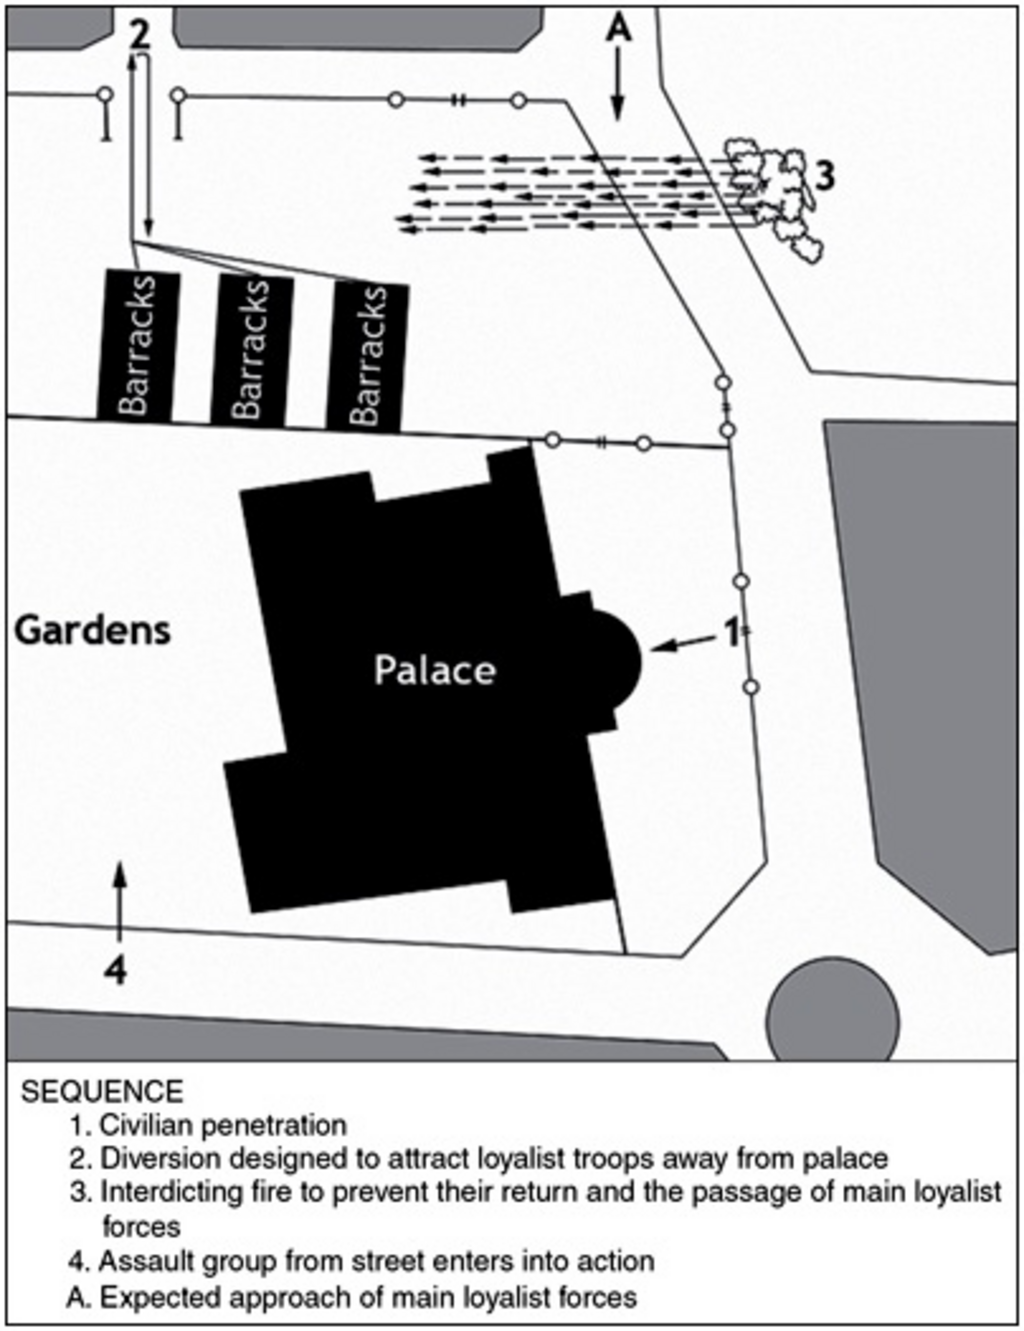 2
A
3
Barracks
Barracks
Barracks
Gardens
1
Palace
4
SEQUENCE
1. Civilian penetration
2. Diversion designed to attract loyalist troops away from palace
3. Interdicting fire to prevent their return and the passage of main loyalist
forces
4. Assault group from street enters into action
A. Expected approach of main loyalist forces